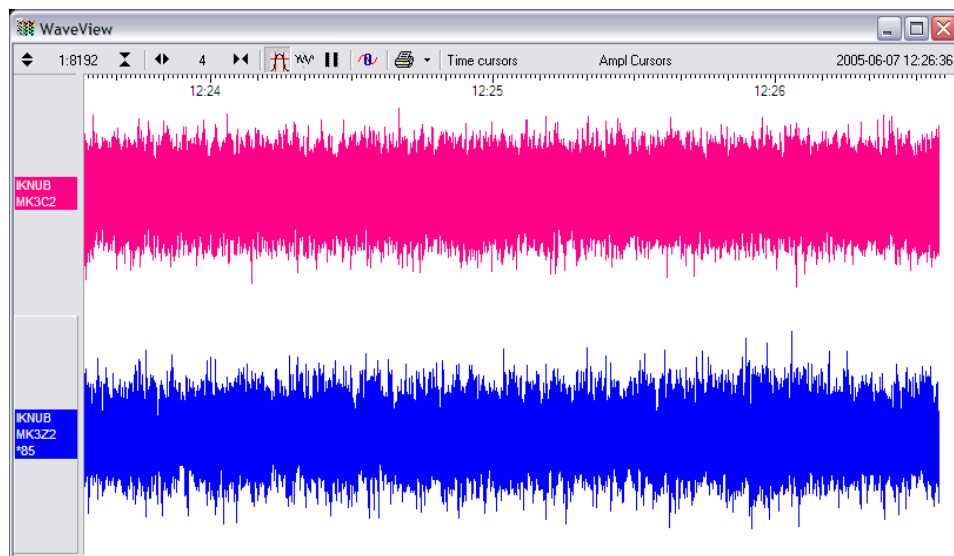 WaveView
1:8192 4 Time cursors Ampl Cursors 2005-06-07 12:26:36
12:24 12:25 12:26
IKNUB
MK3C2
IKNUB
MK3Z2
*85